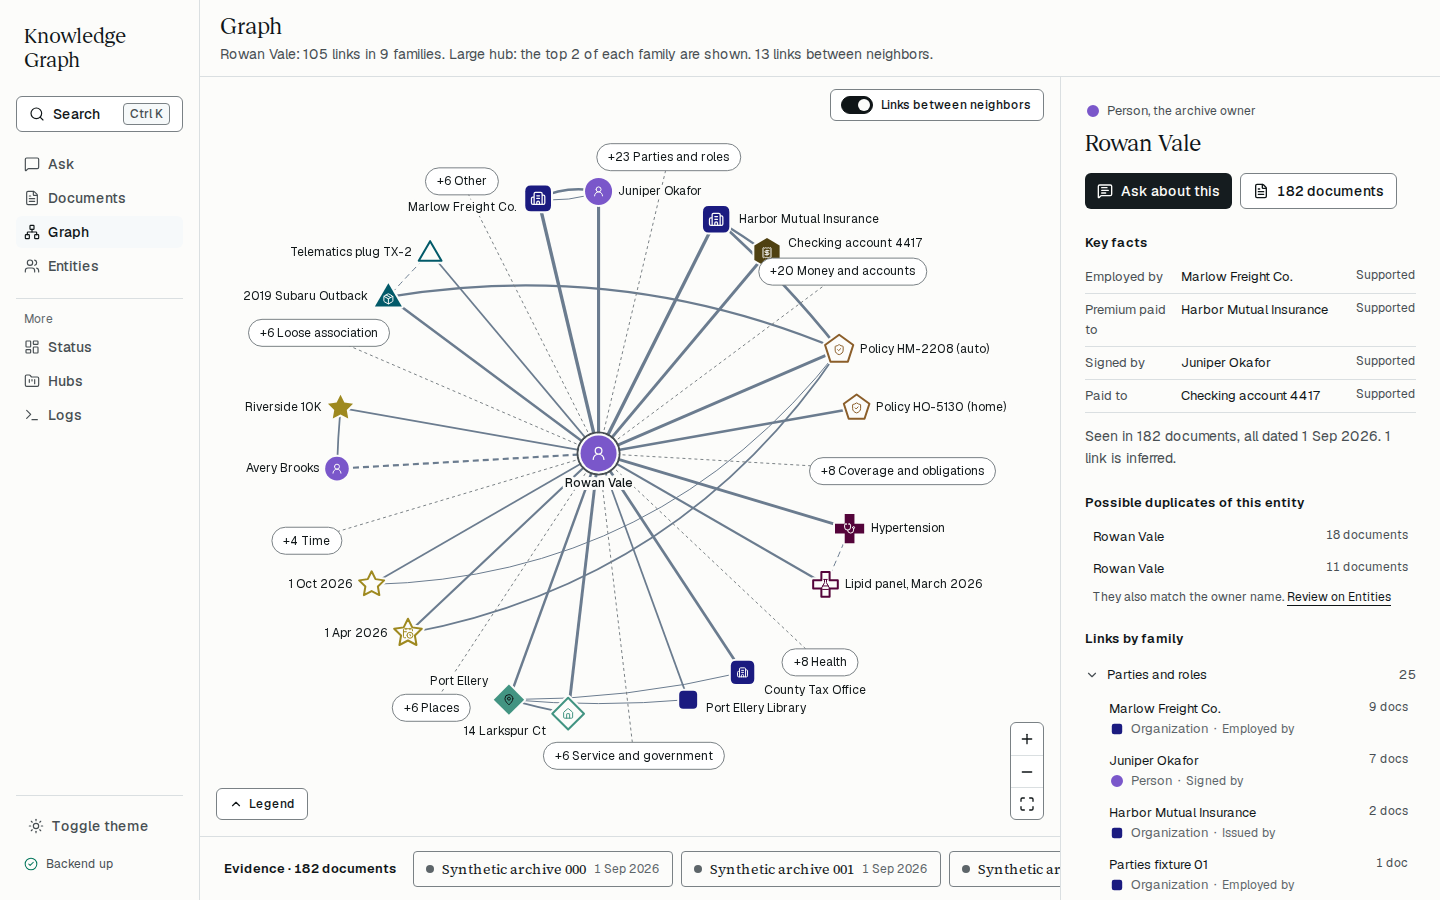 Knowledge
Graph
Search Ctrl K
Ask
Documents
Graph
Entities
More
Status
Hubs
Logs
Toggle theme
Backend up
Graph
Rowan Vale: 105 links in 9 families. Large hub: the top 2 of each family are shown. 13 links between neighbors.
Links between neighbors
+23 Parties and roles
+6 Other
Juniper Okafor
Marlow Freight Co.
Harbor Mutual Insurance
Checking account 4417
Telematics plug TX-2
+20 Money and accounts
2019 Subaru Outback
+6 Loose association
Policy HM-2208 (auto)
Riverside 10K
Policy HO-5130 (home)
Avery Brooks
+8 Coverage and obligations
Rowan Vale
Hypertension
+4 Time
1 Oct 2026
Lipid panel, March 2026
1 Apr 2026
+8 Health
Port Ellery
County Tax Office
+6 Places
Port Ellery Library
14 Larkspur Ct
+6 Service and government
Legend
Evidence · 182 documents
Synthetic archive 000 1 Sep 2026
Synthetic archive 001 1 Sep 2026
Synthetic ar
Person, the archive owner
Rowan Vale
Ask about this
182 documents
Key facts
Employed by Marlow Freight Co. Supported
Premium paid to Harbor Mutual Insurance Supported
Signed by Juniper Okafor Supported
Paid to Checking account 4417 Supported
Seen in 182 documents, all dated 1 Sep 2026. 1
link is inferred.
Possible duplicates of this entity
Rowan Vale 18 documents
Rowan Vale 11 documents
They also match the owner name. Review on Entities
Links by family
Parties and roles 25
Marlow Freight Co. 9 docs
Organization · Employed by
Juniper Okafor 7 docs
Person · Signed by
Harbor Mutual Insurance 2 docs
Organization · Issued by
Parties fixture 01 1 doc
Organization · Employed by